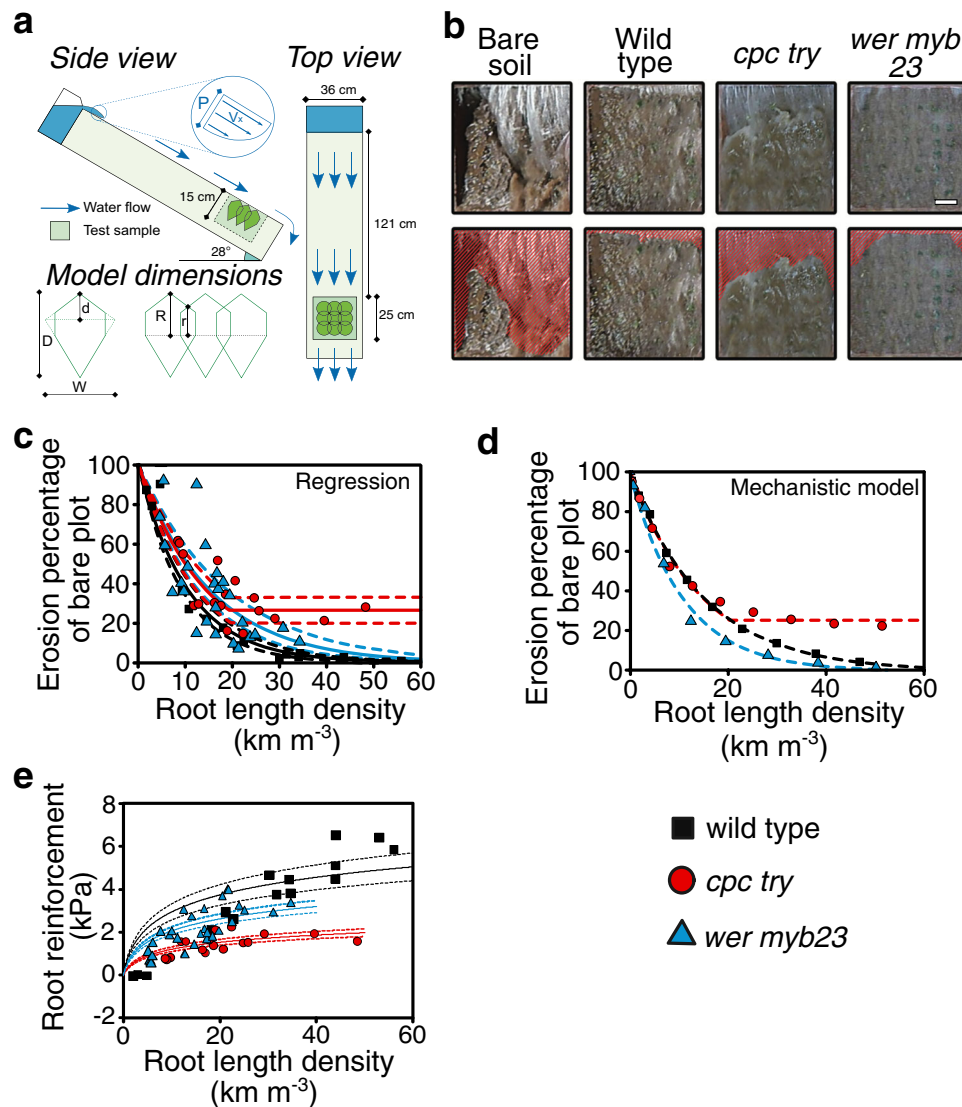 a
Side view
Top view
36 cm
P
Vx
15 cm
121 cm
Water flow
Test sample
28°
25 cm
Model dimensions
d
D
W
R
r
b
Bare
soil
Wild
type
cpc try
wer myb
23
c
Erosion percentage
of bare plot
100
80
60
40
20
0
Regression
0 10 20 30 40 50 60
Root length density
(km m⁻³)
d
Erosion percentage
of bare plot
100
80
60
40
20
0
Mechanistic model
0 20 40 60
Root length density
(km m⁻³)
e
Root reinforcement
(kPa)
8
6
4
2
0
-2
0 20 40 60
Root length density
(km m⁻³)
wild type
cpc try
wer myb23